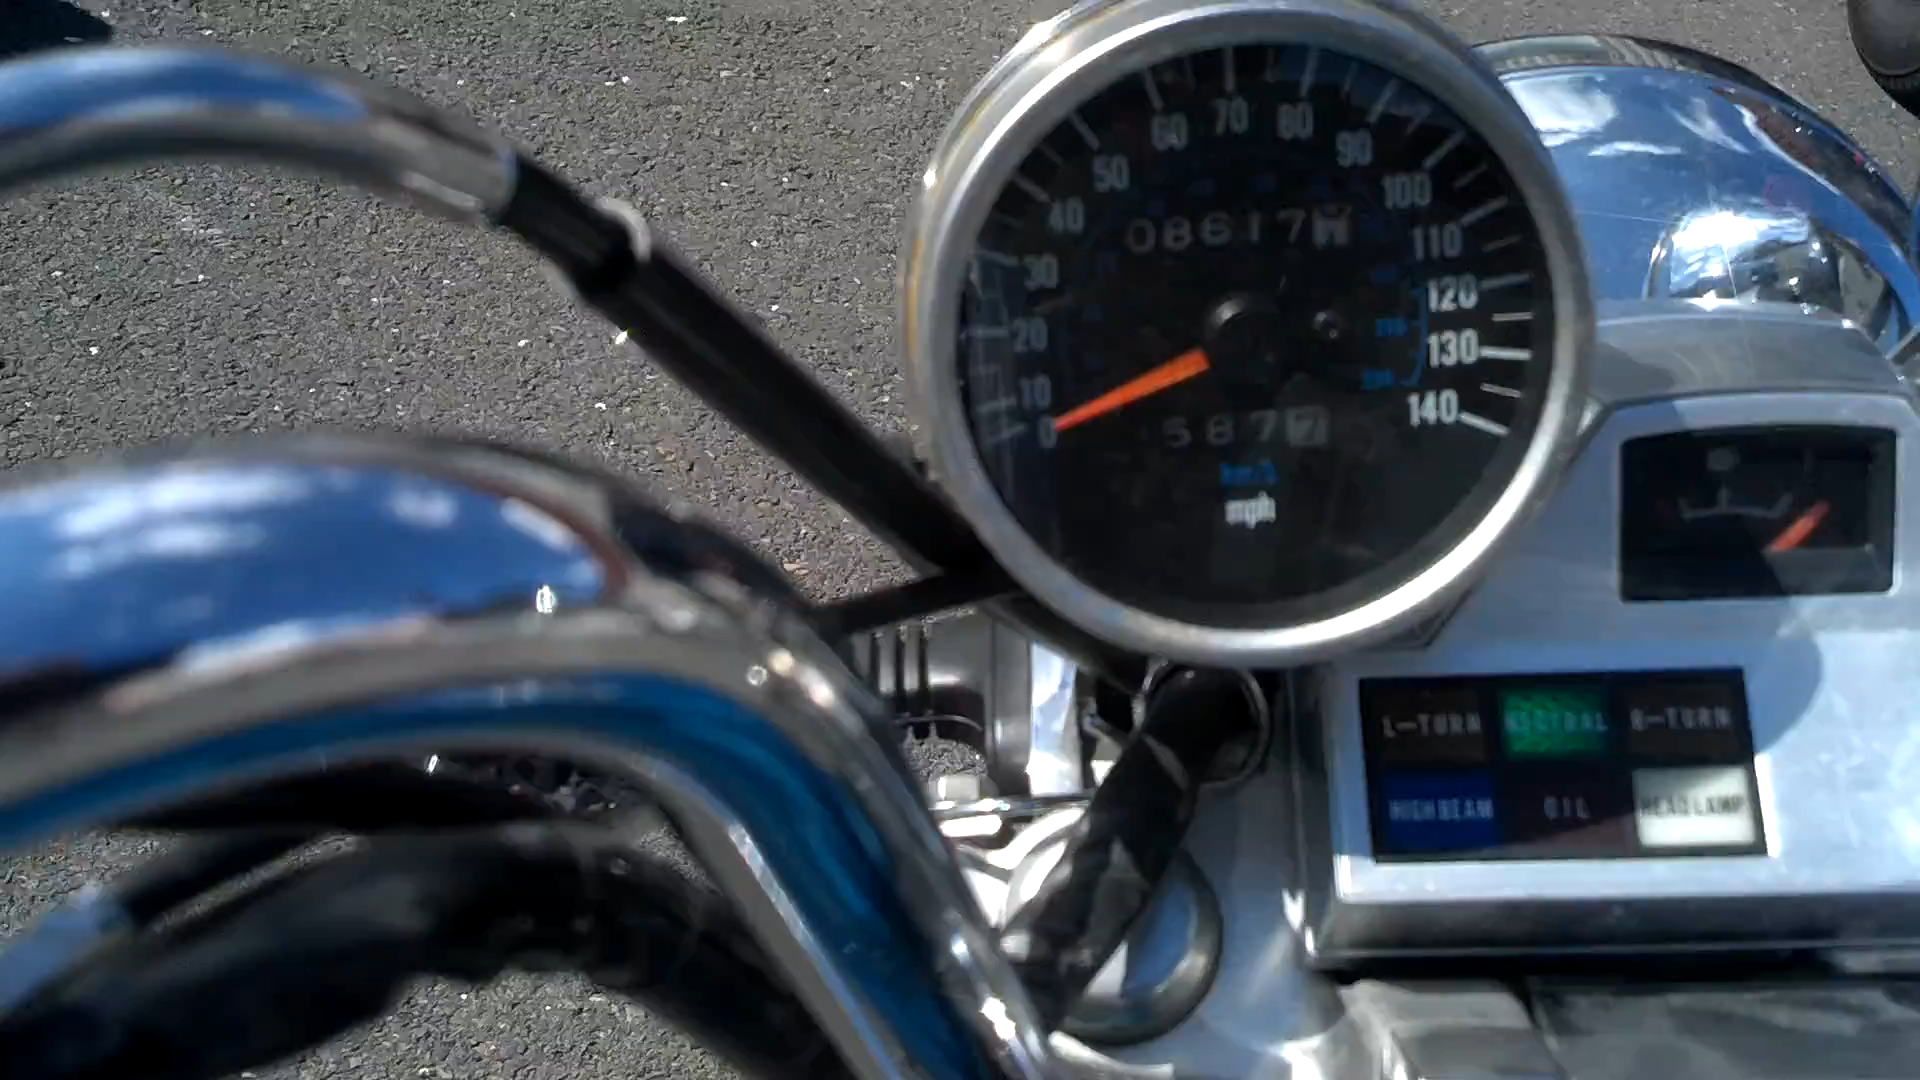 60 70 80
50 90
40 100
08617
30 110
20 120
10 130
0 140
5877
km/h
mph
L-TURN NEUTRAL R-TURN
HIGH BEAM OIL HEAD LAMP